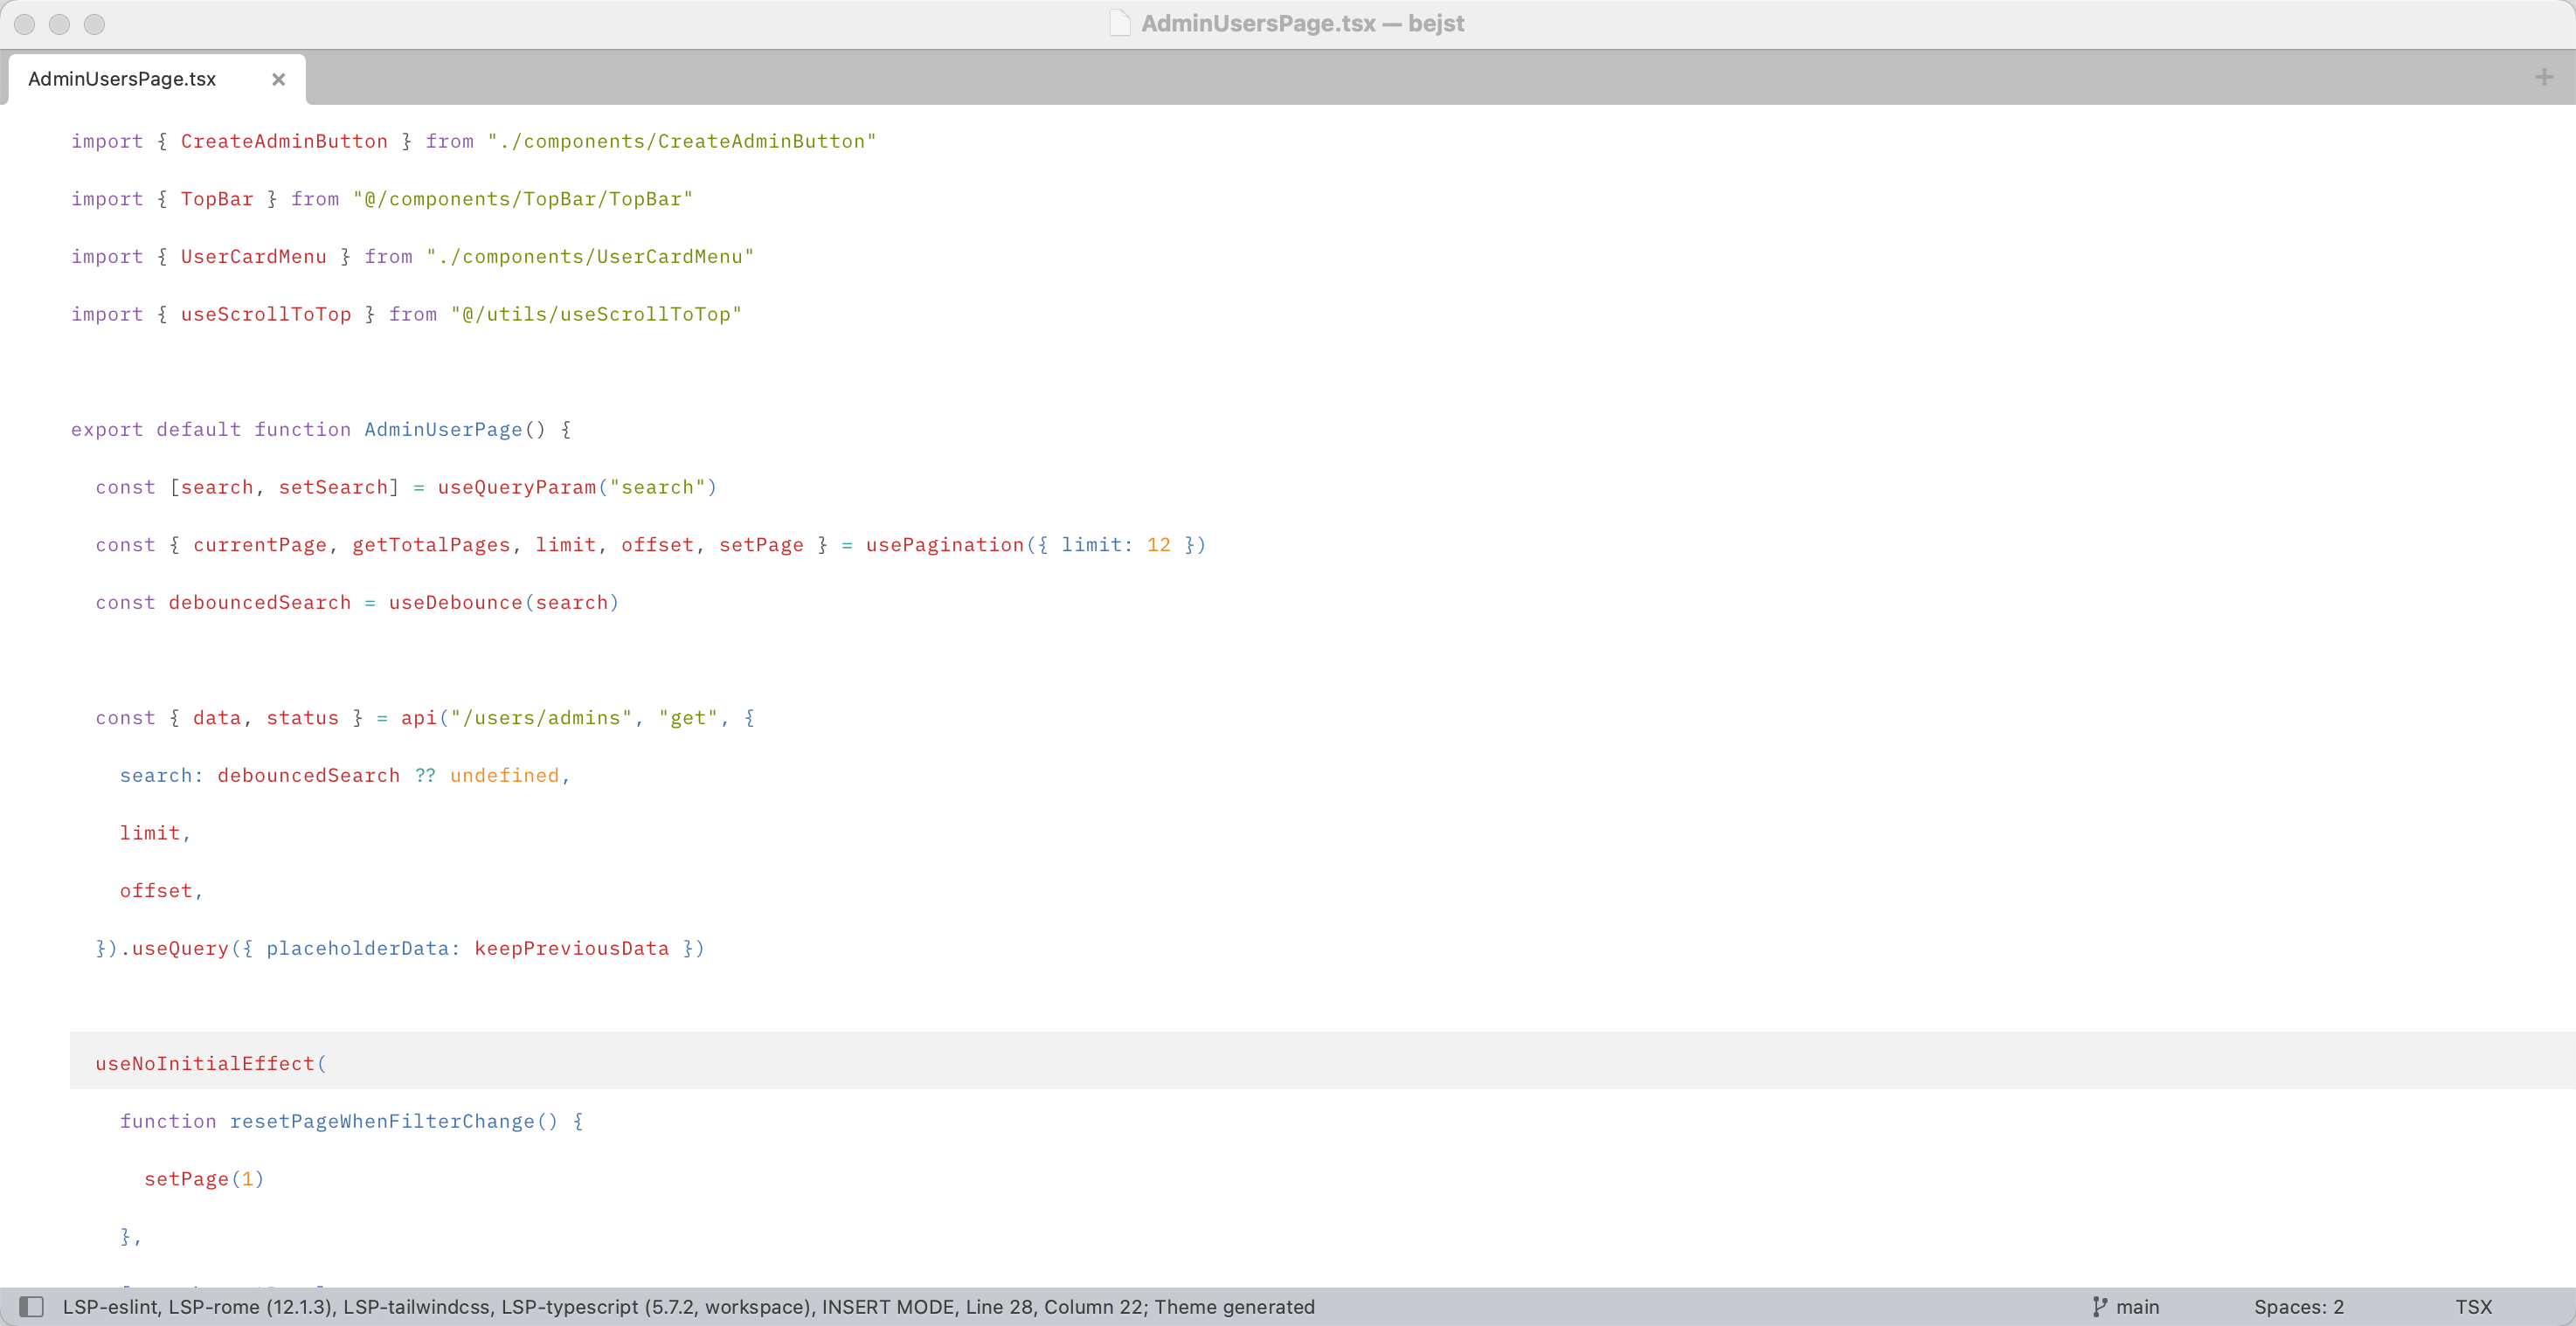 AdminUsersPage.tsx — bejst
AdminUsersPage.tsx
import { CreateAdminButton } from "./components/CreateAdminButton"
import { TopBar } from "@/components/TopBar/TopBar"
import { UserCardMenu } from "./components/UserCardMenu"
import { useScrollToTop } from "@/utils/useScrollToTop"
export default function AdminUserPage() {
const [search, setSearch] = useQueryParam("search")
const { currentPage, getTotalPages, limit, offset, setPage } = usePagination({ limit: 12 })
const debouncedSearch = useDebounce(search)
const { data, status } = api("/users/admins", "get", {
search: debouncedSearch ?? undefined,
limit,
offset,
}).useQuery({ placeholderData: keepPreviousData })
useNoInitialEffect(
function resetPageWhenFilterChange() {
setPage(1)
},
LSP-eslint, LSP-rome (12.1.3), LSP-tailwindcss, LSP-typescript (5.7.2, workspace), INSERT MODE, Line 28, Column 22; Theme generated
main
Spaces: 2
TSX